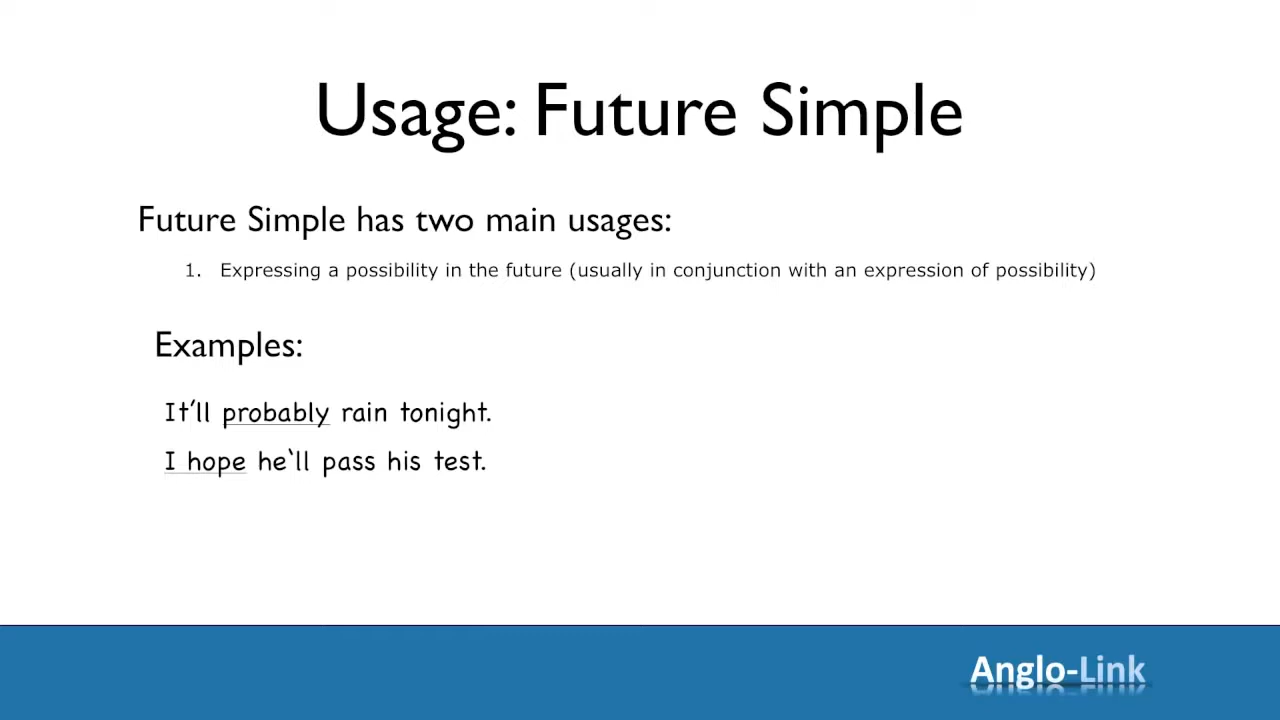 Usage: Future Simple
Future Simple has two main usages:
1. Expressing a possibility in the future (usually in conjunction with an expression of possibility)
Examples:
It’ll probably rain tonight.
I hope he‘ll pass his test.
Anglo-Link